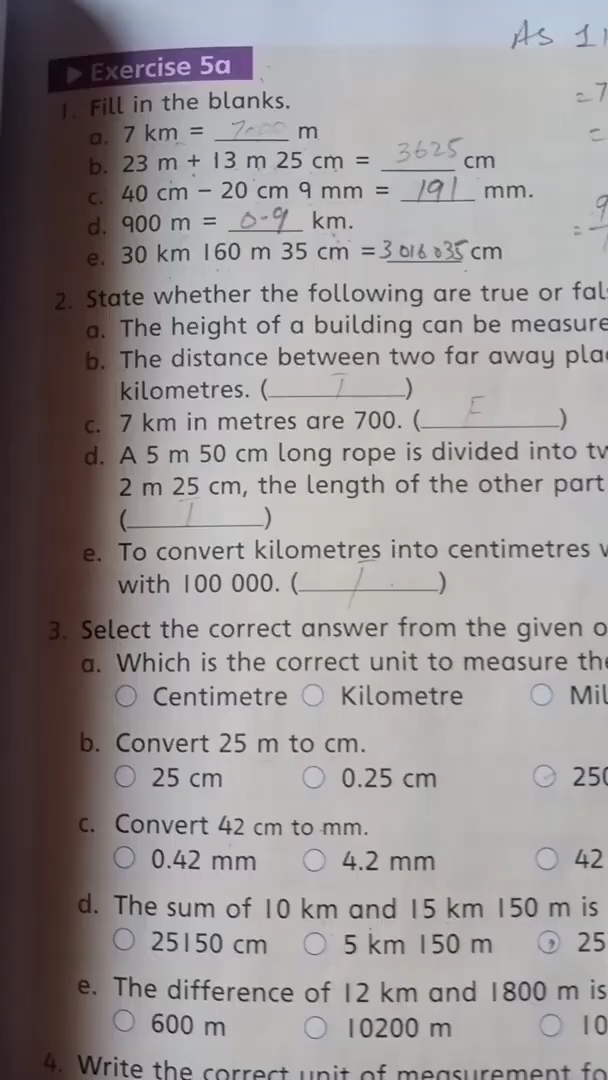 As 11
▶ Exercise 5a
1. Fill in the blanks.
= 7
a. 7 km = 7000 m
b. 23 m + 13 m 25 cm = 3625 cm
c. 40 cm − 20 cm 9 mm = 191 mm.
d. 900 m = 0-9 km.
e. 30 km 160 m 35 cm = 3016035 cm
2. State whether the following are true or fal
a. The height of a building can be measure
b. The distance between two far away pla
kilometres. ( T )
c. 7 km in metres are 700. ( F )
d. A 5 m 50 cm long rope is divided into tw
2 m 25 cm, the length of the other part
( )
e. To convert kilometres into centimetres
with 100 000. ( )
3. Select the correct answer from the given o
a. Which is the correct unit to measure the
Centimetre Kilometre Mil
b. Convert 25 m to cm.
25 cm 0.25 cm 250
c. Convert 42 cm to mm.
0.42 mm 4.2 mm 42
d. The sum of 10 km and 15 km 150 m is
25150 cm 5 km 150 m 25
e. The difference of 12 km and 1800 m is
600 m 10200 m 10
4. Write the correct unit of measurement fo